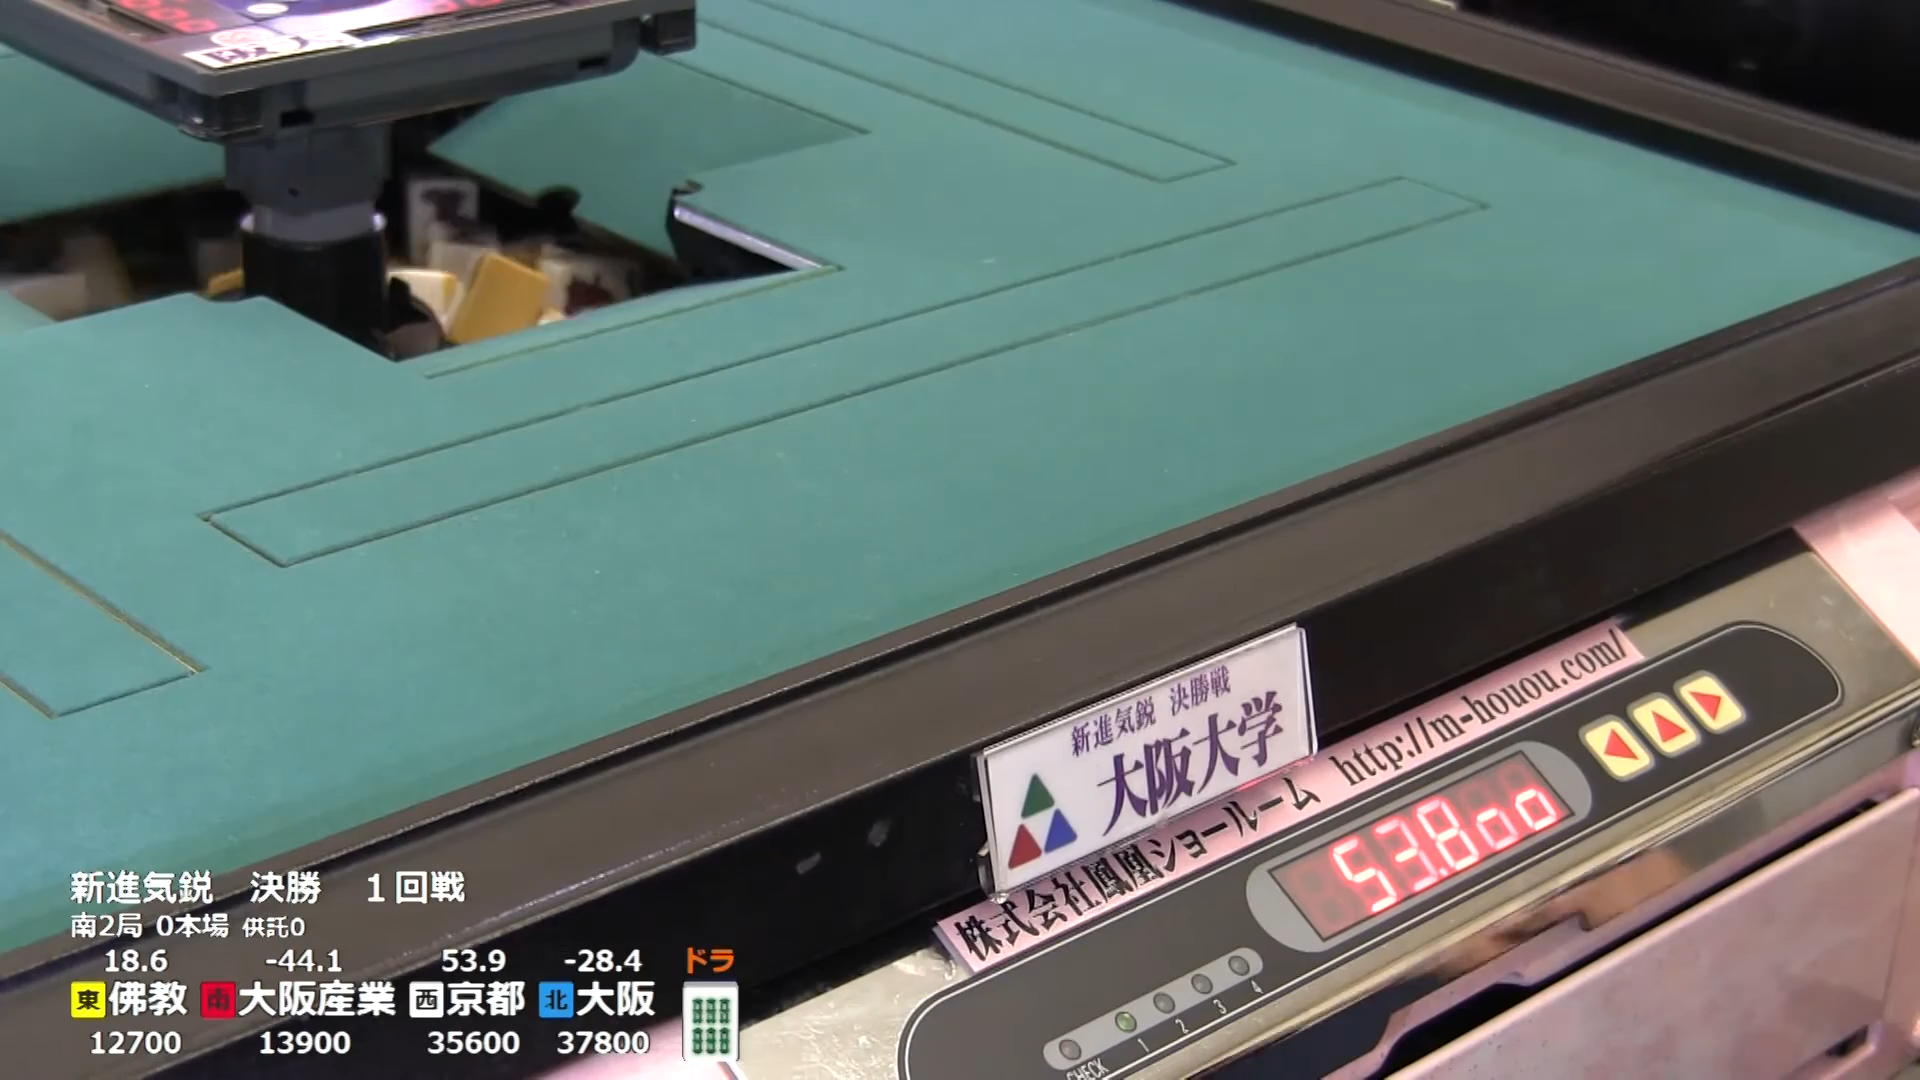 新進気鋭 決勝戦
大阪大学
株式会社鳳凰ショールーム http://m-houou.com/
53.800
CHECK 1 2 3 4
新進気鋭 決勝 1回戦
南2局 0本場 供託0
18.6 -44.1 53.9 -28.4 ドラ
東 佛教 南 大阪産業 西 京都 北 大阪
12700 13900 35600 37800